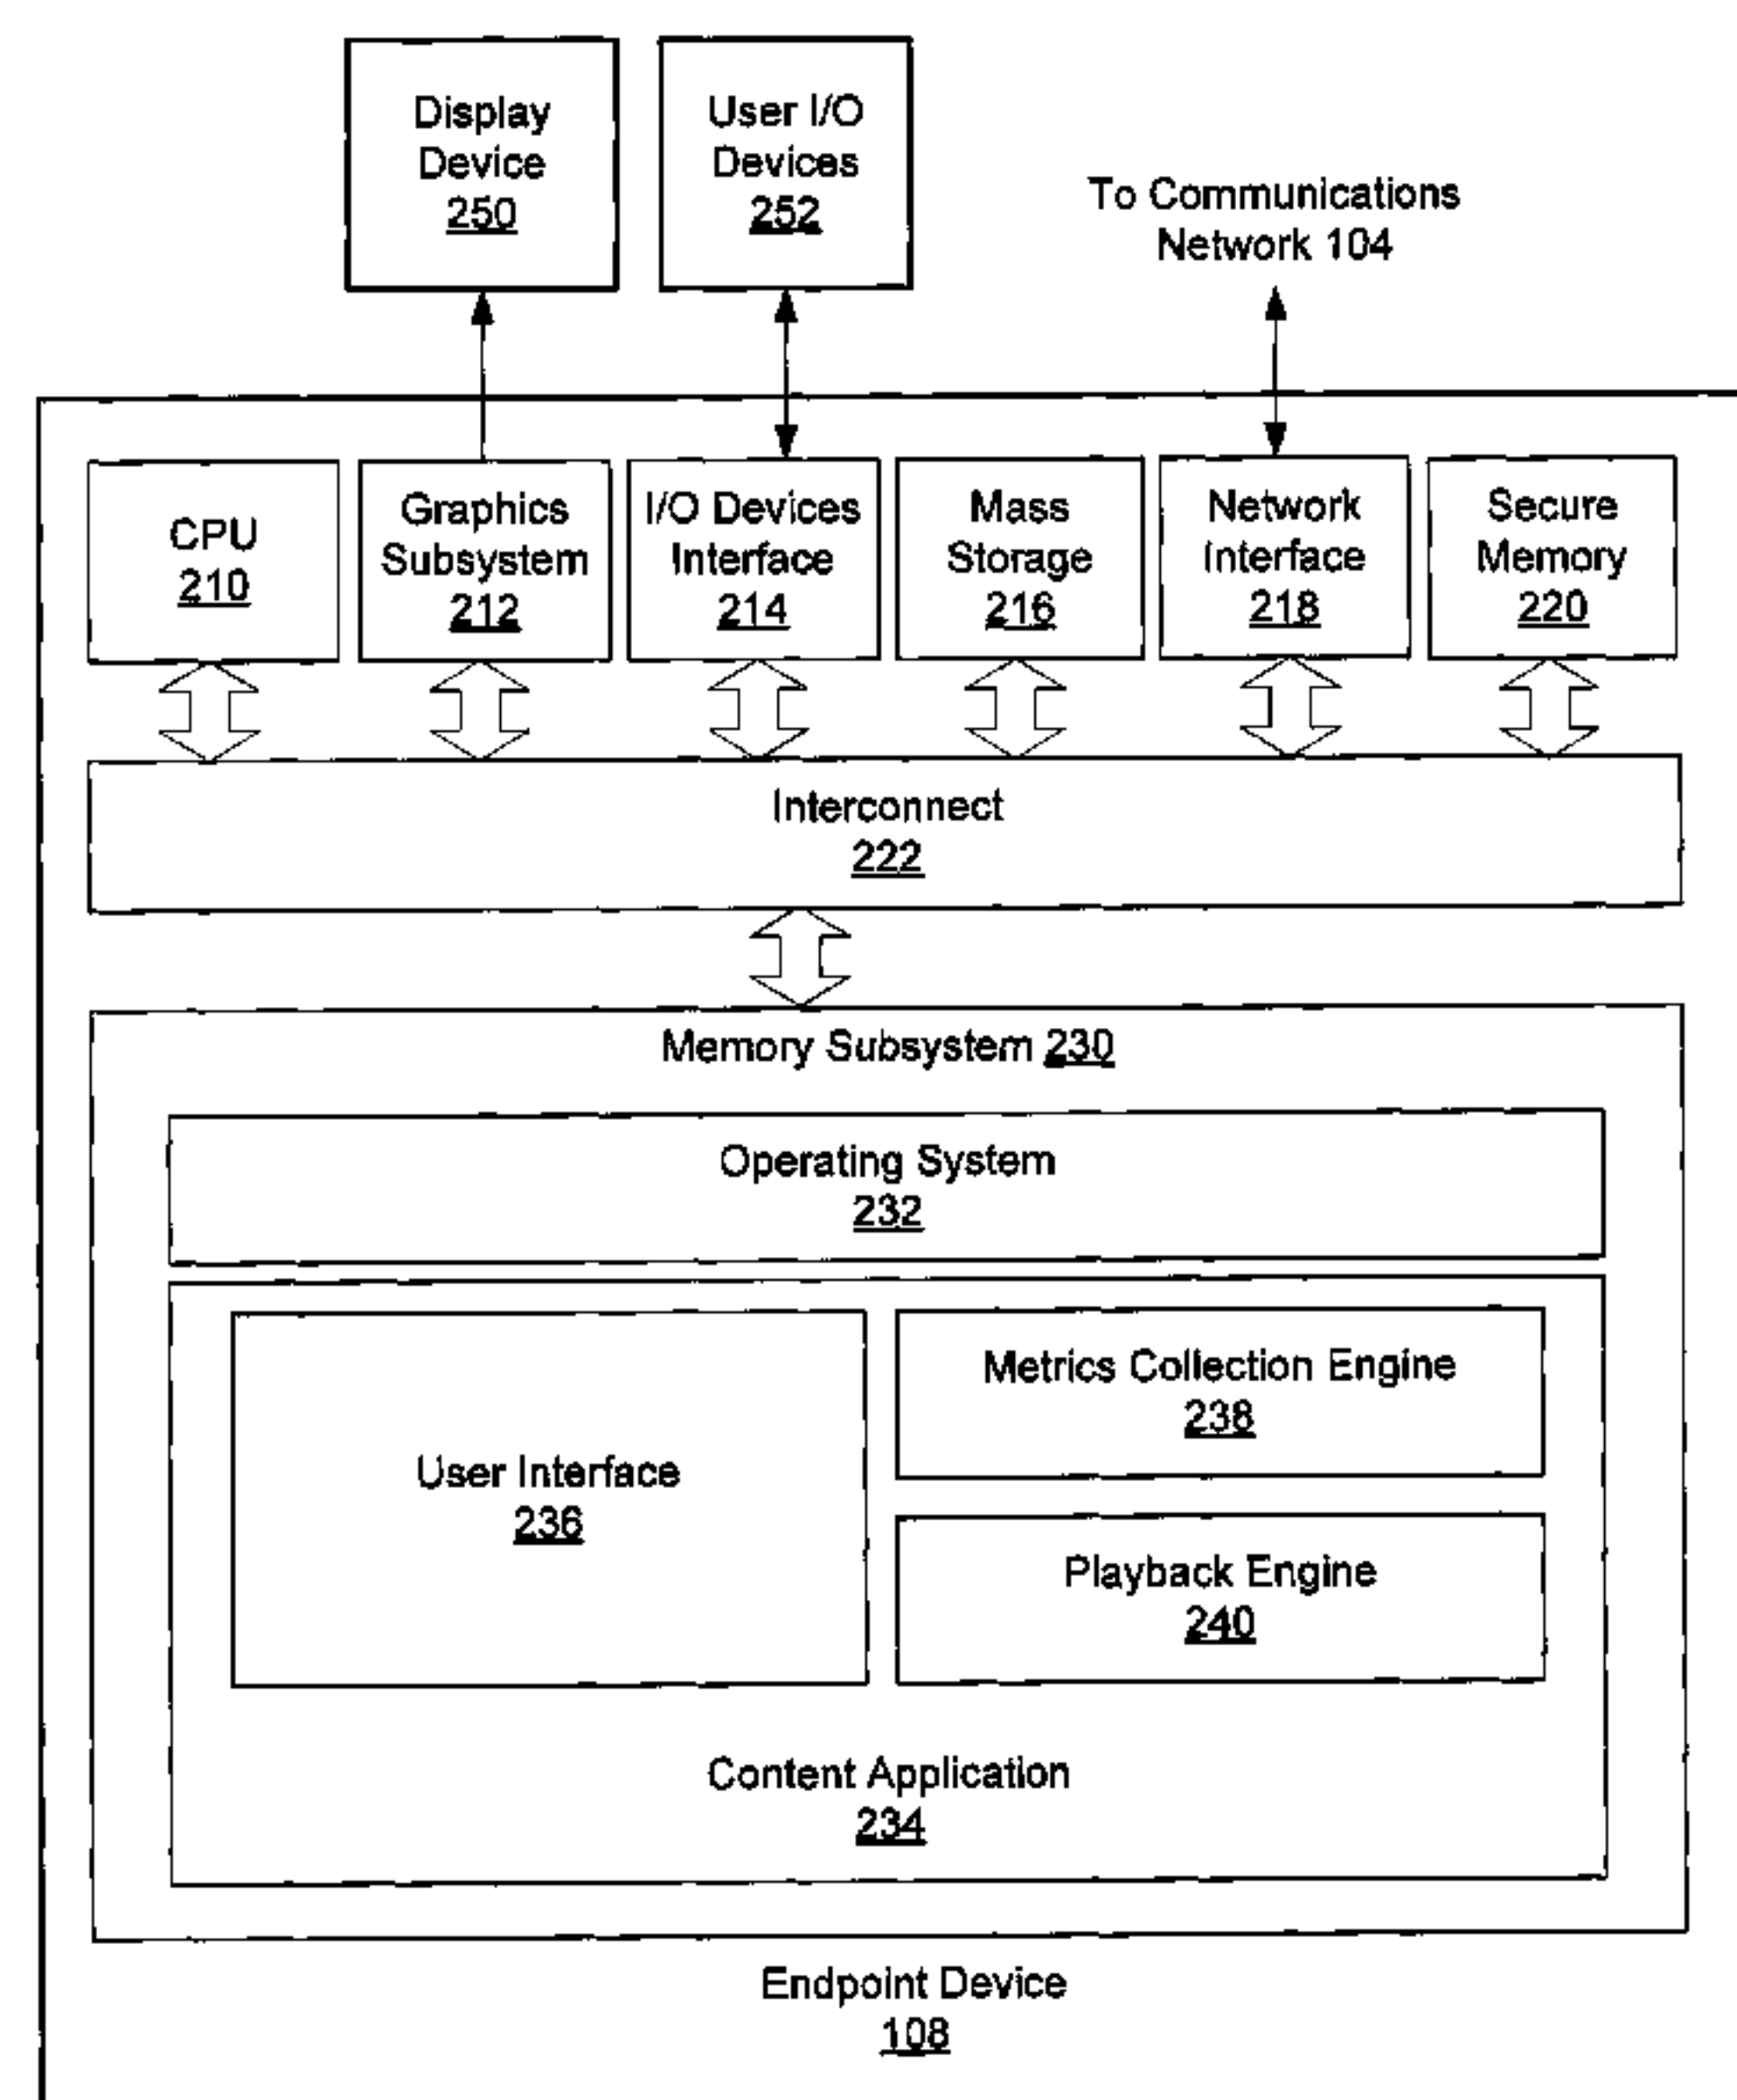 Display
Device
250
User I/O
Devices
252
To Communications
Network 104
CPU
210
Graphics
Subsystem
212
I/O Devices
Interface
214
Mass
Storage
216
Network
Interface
218
Secure
Memory
220
Interconnect
222
Memory Subsystem 230
Operating System
232
User Interface
236
Metrics Collection Engine
238
Playback Engine
240
Content Application
234
Endpoint Device
108